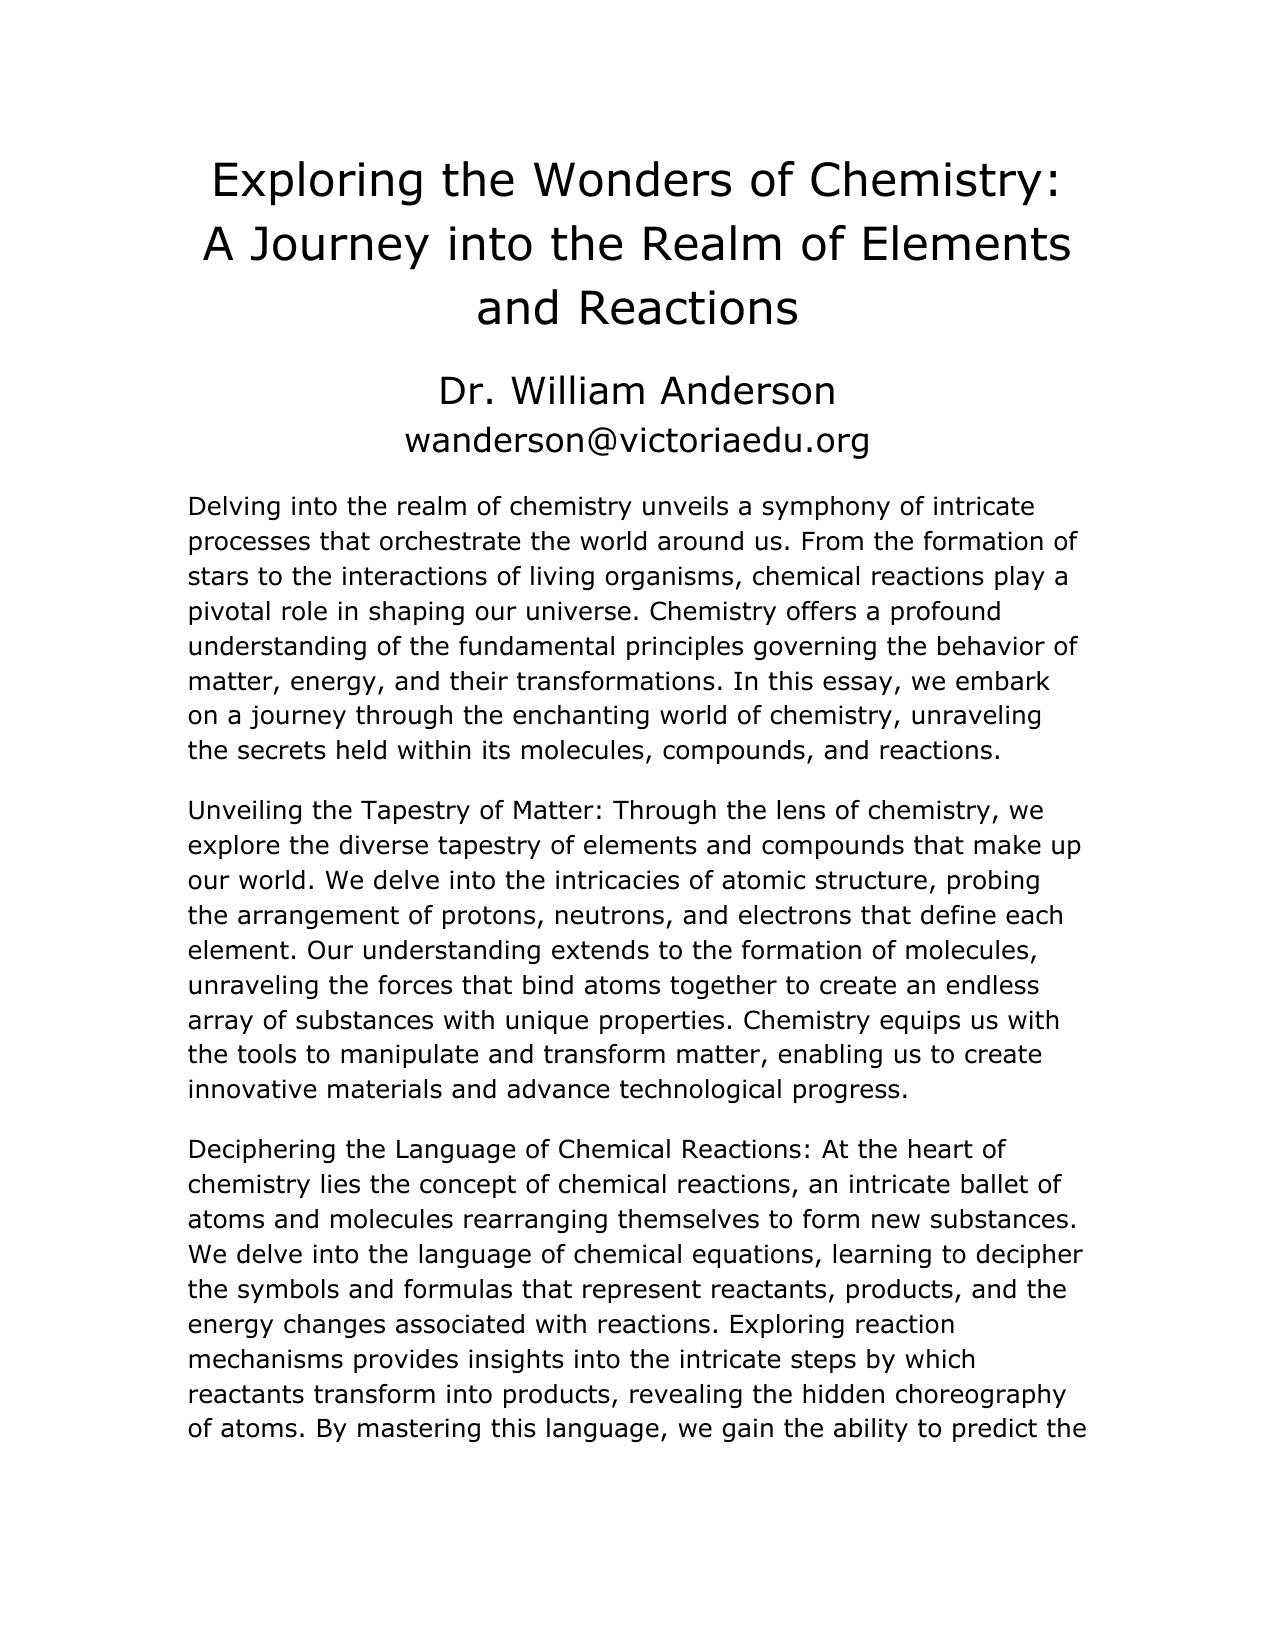 Exploring the Wonders of Chemistry:
A Journey into the Realm of Elements
and Reactions
Dr. William Anderson
wanderson@victoriaedu.org
Delving into the realm of chemistry unveils a symphony of intricate
processes that orchestrate the world around us. From the formation of
stars to the interactions of living organisms, chemical reactions play a
pivotal role in shaping our universe. Chemistry offers a profound
understanding of the fundamental principles governing the behavior of
matter, energy, and their transformations. In this essay, we embark
on a journey through the enchanting world of chemistry, unraveling
the secrets held within its molecules, compounds, and reactions.
Unveiling the Tapestry of Matter: Through the lens of chemistry, we
explore the diverse tapestry of elements and compounds that make up
our world. We delve into the intricacies of atomic structure, probing
the arrangement of protons, neutrons, and electrons that define each
element. Our understanding extends to the formation of molecules,
unraveling the forces that bind atoms together to create an endless
array of substances with unique properties. Chemistry equips us with
the tools to manipulate and transform matter, enabling us to create
innovative materials and advance technological progress.
Deciphering the Language of Chemical Reactions: At the heart of
chemistry lies the concept of chemical reactions, an intricate ballet of
atoms and molecules rearranging themselves to form new substances.
We delve into the language of chemical equations, learning to decipher
the symbols and formulas that represent reactants, products, and the
energy changes associated with reactions. Exploring reaction
mechanisms provides insights into the intricate steps by which
reactants transform into products, revealing the hidden choreography
of atoms. By mastering this language, we gain the ability to predict the